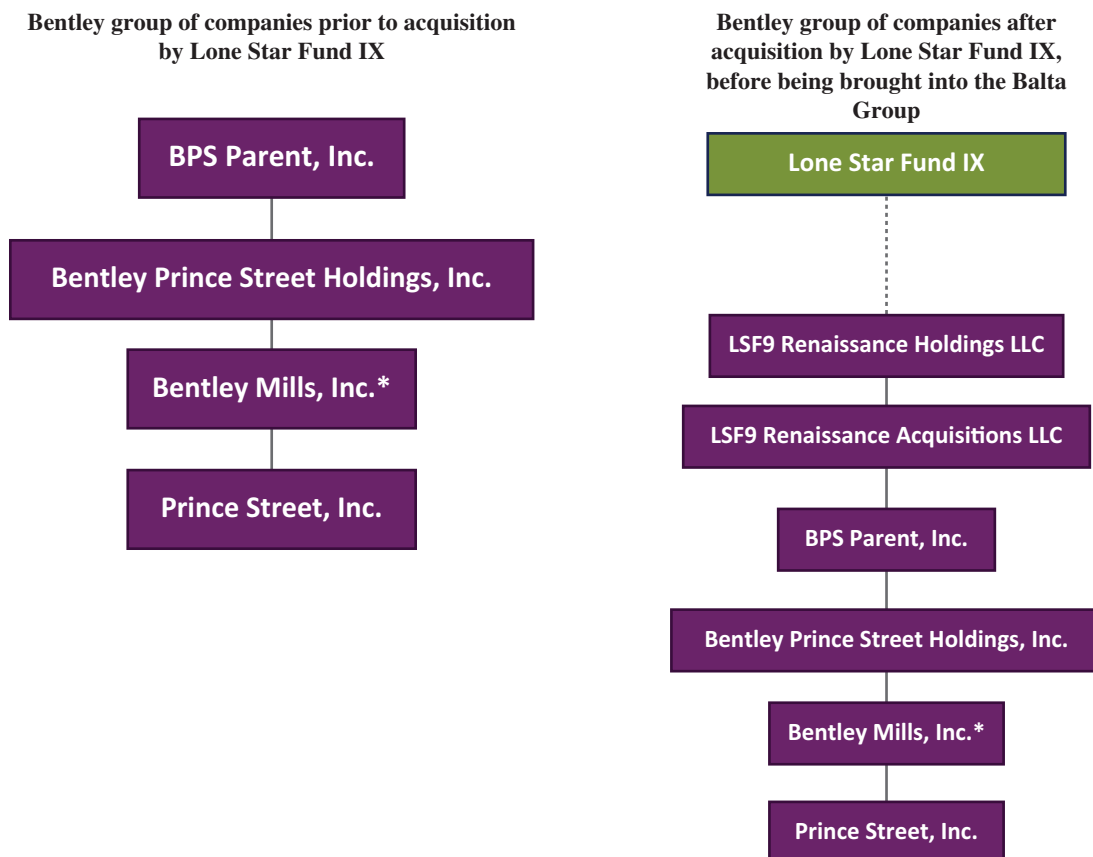 Bentley group of companies prior to acquisition
by Lone Star Fund IX
BPS Parent, Inc.
Bentley Prince Street Holdings, Inc.
Bentley Mills, Inc.*
Prince Street, Inc.
Bentley group of companies after
acquisition by Lone Star Fund IX,
before being brought into the Balta
Group
Lone Star Fund IX
LSF9 Renaissance Holdings LLC
LSF9 Renaissance Acquisitions LLC
BPS Parent, Inc.
Bentley Prince Street Holdings, Inc.
Bentley Mills, Inc.*
Prince Street, Inc.